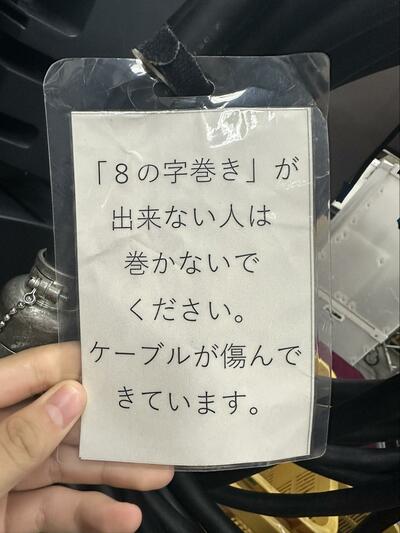 「８の字巻き」が
出来ない人は
巻かないで
ください。
ケーブルが傷んで
きています。